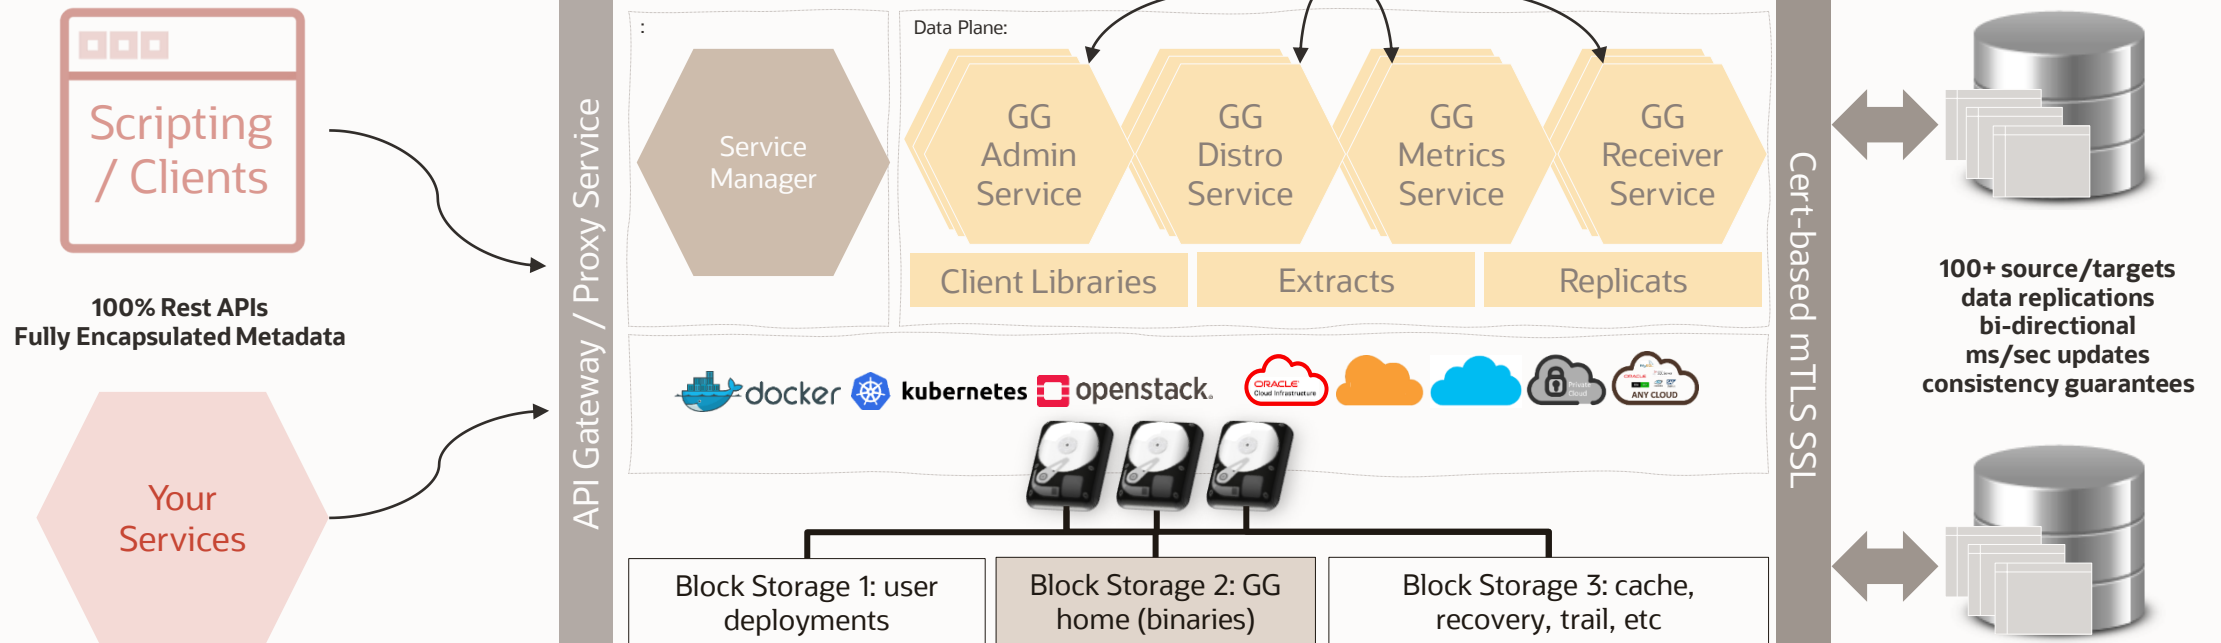 Scripting
/ Clients
100% Rest APIs
Fully Encapsulated Metadata
Your
Services
API Gateway / Proxy Service
:
Service
Manager
Data Plane:
GG
Admin
Service
GG
Distro
Service
GG
Metrics
Service
GG
Receiver
Service
Client Libraries
Extracts
Replicats
docker
kubernetes
openstack.
ORACLE
Cloud Infrastructure
Private
Cloud
ORACLE
ANY CLOUD
Block Storage 1: user
deployments
Block Storage 2: GG
home (binaries)
Block Storage 3: cache,
recovery, trail, etc
Cert-based mTLS SSL
100+ source/targets
data replications
bi-directional
ms/sec updates
consistency guarantees